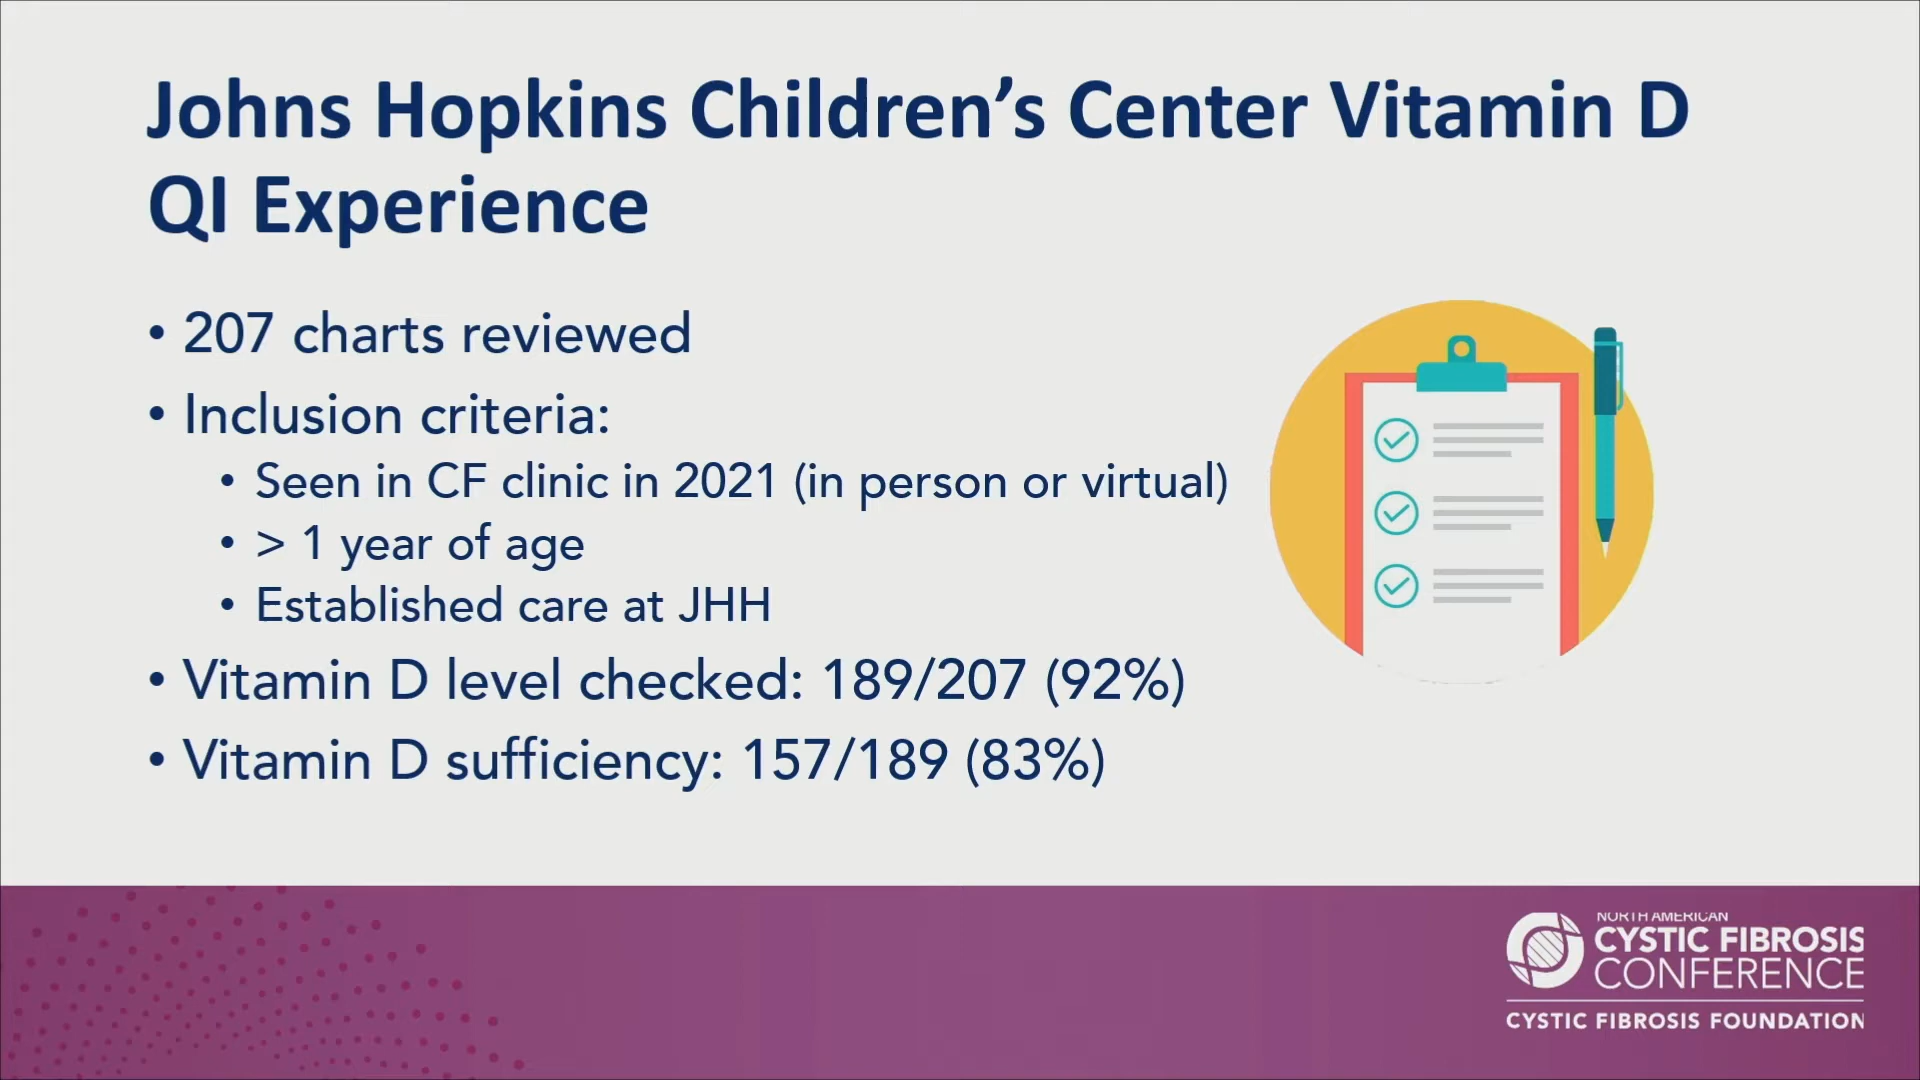 Johns Hopkins Children’s Center Vitamin D
QI Experience
• 207 charts reviewed
• Inclusion criteria:
• Seen in CF clinic in 2021 (in person or virtual)
• > 1 year of age
• Established care at JHH
• Vitamin D level checked: 189/207 (92%)
• Vitamin D sufficiency: 157/189 (83%)
NORTH AMERICAN
CYSTIC FIBROSIS
CONFERENCE
CYSTIC FIBROSIS FOUNDATION